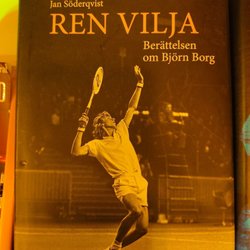 Jan Söderqvist
REN VILJA
Berättelsen
om Björn Borg